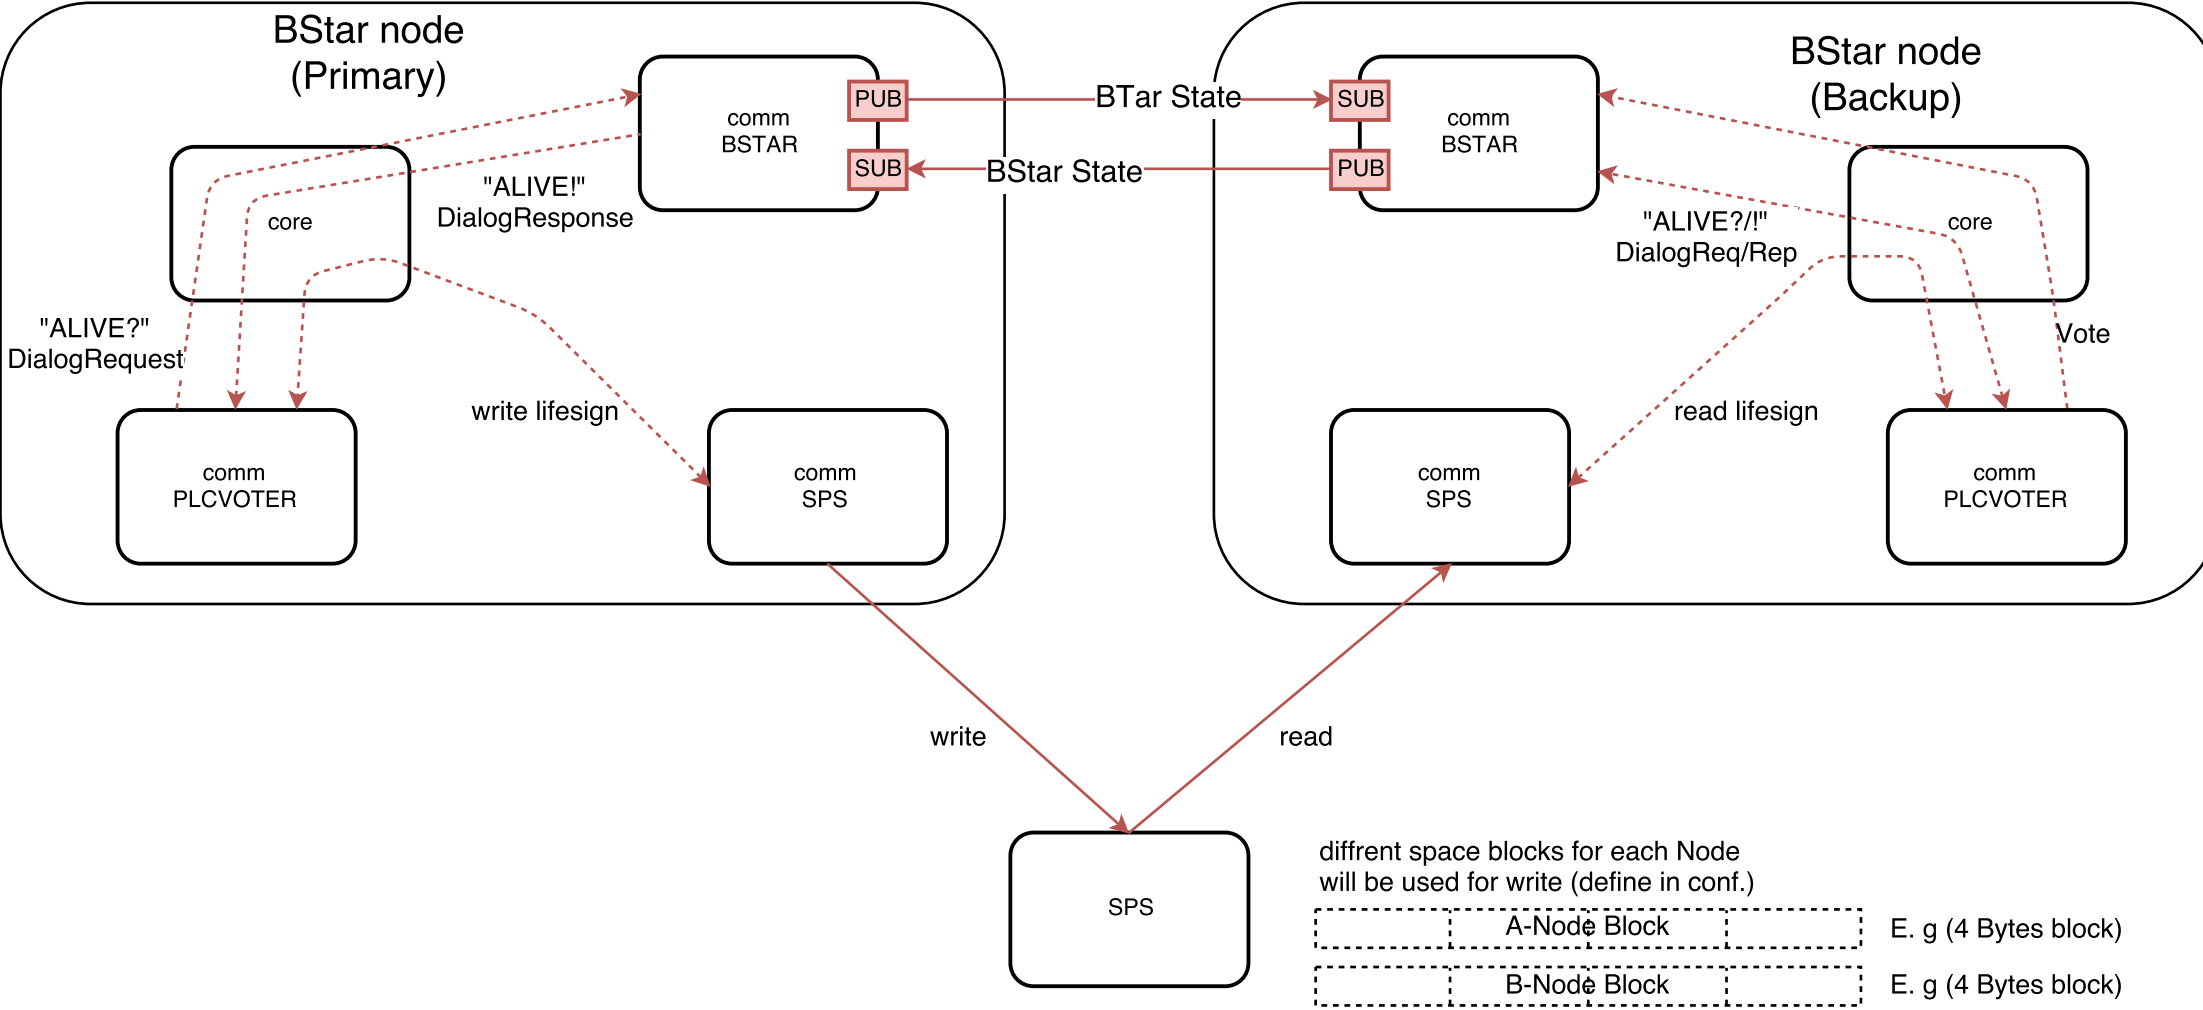 BStar node
(Primary)
BStar node
(Backup)
comm
BSTAR
PUB
SUB
BTar State
BStar State
SUB
PUB
comm
BSTAR
core
"ALIVE!"
DialogResponse
"ALIVE?"
DialogRequest
write lifesign
comm
PLCVOTER
comm
SPS
core
"ALIVE?/!"
DialogReq/Rep
Vote
read lifesign
comm
SPS
comm
PLCVOTER
write
read
SPS
diffrent space blocks for each Node
will be used for write (define in conf.)
A-Node Block
E. g (4 Bytes block)
B-Node Block
E. g (4 Bytes block)